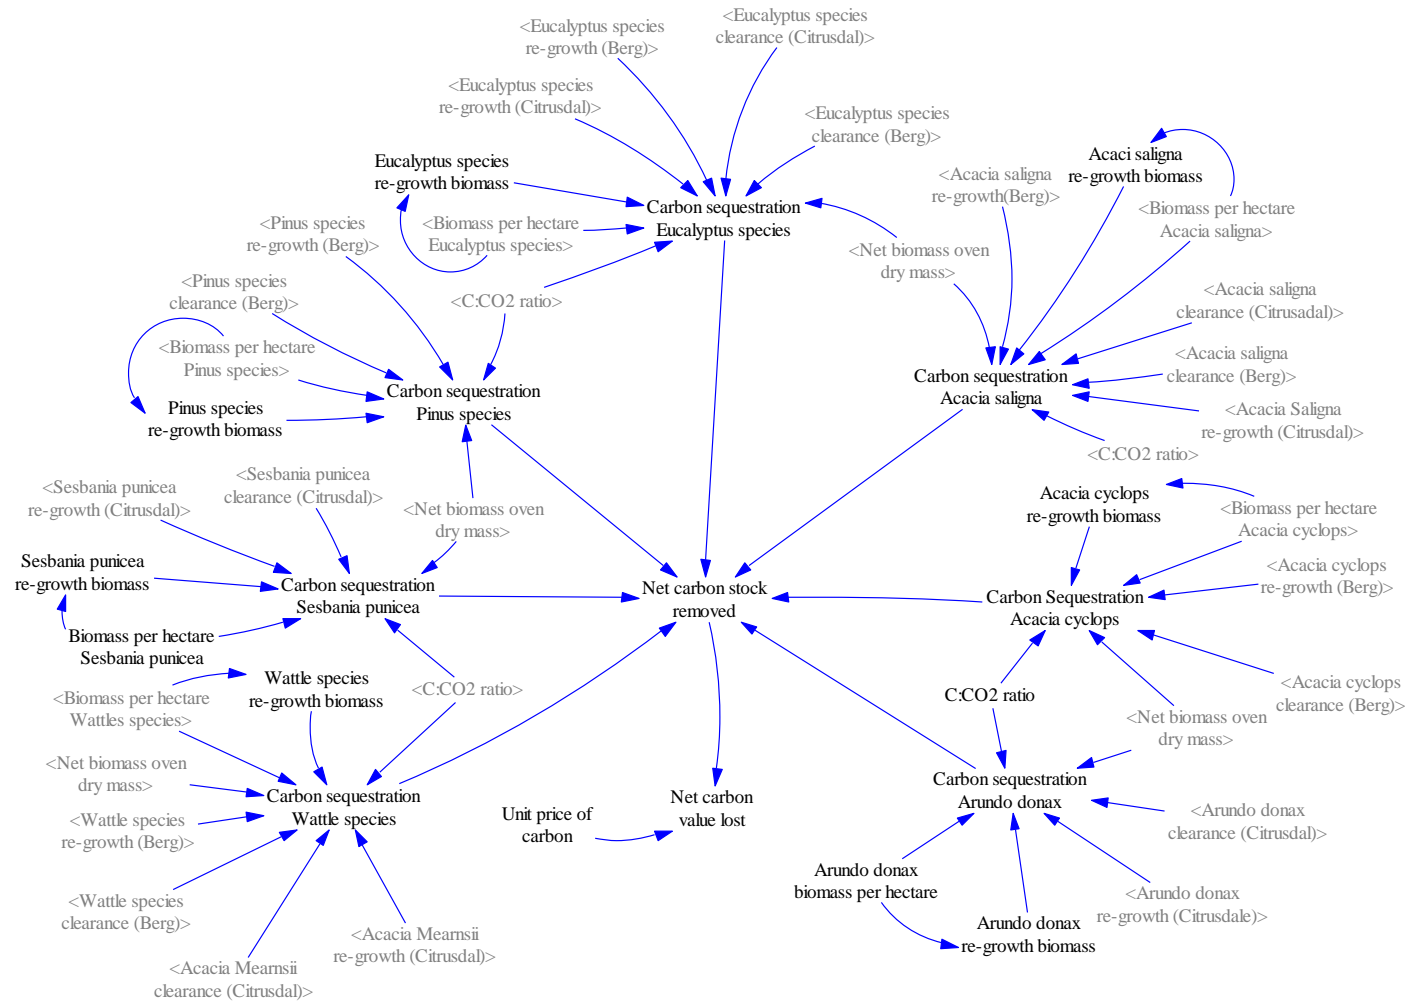 <Eucalyptus species
re-growth (Berg)>
<Eucalyptus species
clearance (Citrusdal)>
<Eucalyptus species
re-growth (Citrusdal)>
<Eucalyptus species
clearance (Berg)>
Eucalyptus species
re-growth biomass
Acaci saligna
re-growth biomass
<Acacia saligna
re-growth(Berg)>
<Biomass per hectare
Acacia saligna>
Carbon sequestration
Eucalyptus species
<Biomass per hectare
Eucalyptus species>
<Pinus species
re-growth (Berg)>
<Net biomass oven
dry mass>
<Pinus species
clearance (Berg)>
<C:CO2 ratio>
<Acacia saligna
clearance (Citrusadal)>
<Biomass per hectare
Pinus species>
<Acacia saligna
clearance (Berg)>
Carbon sequestration
Pinus species
Carbon sequestration
Acacia saligna
Pinus species
re-growth biomass
<Acacia Saligna
re-growth (Citrusdal)>
<C:CO2 ratio>
<Sesbania punicea
clearance (Citrusdal)>
<Sesbania punicea
re-growth (Citrusdal)>
<Net biomass oven
dry mass>
Acacia cyclops
re-growth biomass
<Biomass per hectare
Acacia cyclops>
Sesbania punicea
re-growth biomass
Carbon sequestration
Sesbania punicea
Net carbon stock
removed
Carbon Sequestration
Acacia cyclops
<Acacia cyclops
re-growth (Berg)>
Biomass per hectare
Sesbania punicea
Wattle species
re-growth biomass
<C:CO2 ratio>
C:CO2 ratio
<Acacia cyclops
clearance (Berg)>
<Biomass per hectare
Wattles species>
<Net biomass oven
dry mass>
<Net biomass oven
dry mass>
Carbon sequestration
Wattle species
Unit price of
carbon
Net carbon
value lost
Carbon sequestration
Arundo donax
<Wattle species
re-growth (Berg)>
<Arundo donax
clearance (Citrusdal)>
<Wattle species
clearance (Berg)>
Arundo donax
biomass per hectare
<Arundo donax
re-growth (Citrusdale)>
<Acacia Mearnsii
re-growth (Citrusdal)>
Arundo donax
re-growth biomass
<Acacia Mearnsii
clearance (Citrusdal)>